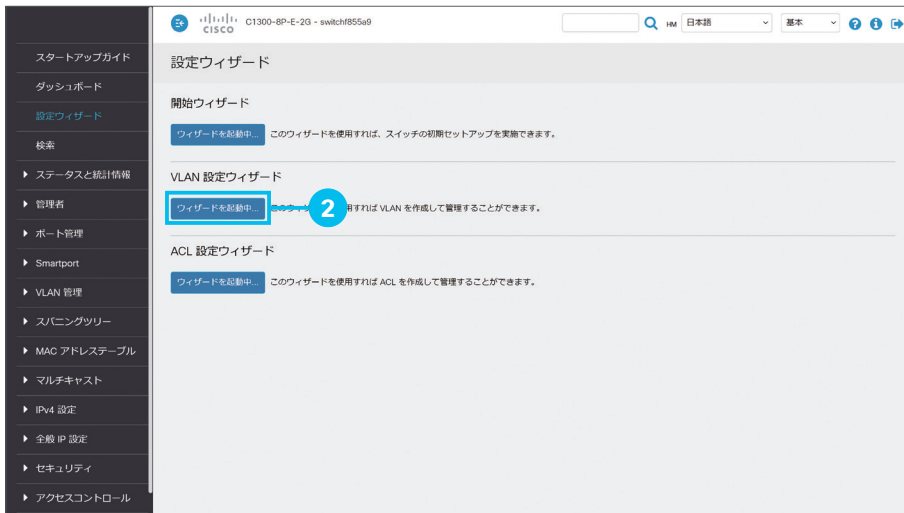 CISCO
C1300-8P-E-2G - switchf855a9
HM
日本語
基本
スタートアップガイド
ダッシュボード
設定ウィザード
検索
ステータスと統計情報
管理者
ポート管理
Smartport
VLAN 管理
スパニングツリー
MAC アドレステーブル
マルチキャスト
IPv4 設定
全般 IP 設定
セキュリティ
アクセスコントロール
設定ウィザード
開始ウィザード
ウィザードを起動中... このウィザードを使用すれば、スイッチの初期セットアップを実施できます。
VLAN 設定ウィザード
ウィザードを起動中... 2 用すれば VLAN を作成して管理することができます。
ACL 設定ウィザード
ウィザードを起動中... このウィザードを使用すれば ACL を作成して管理することができます。